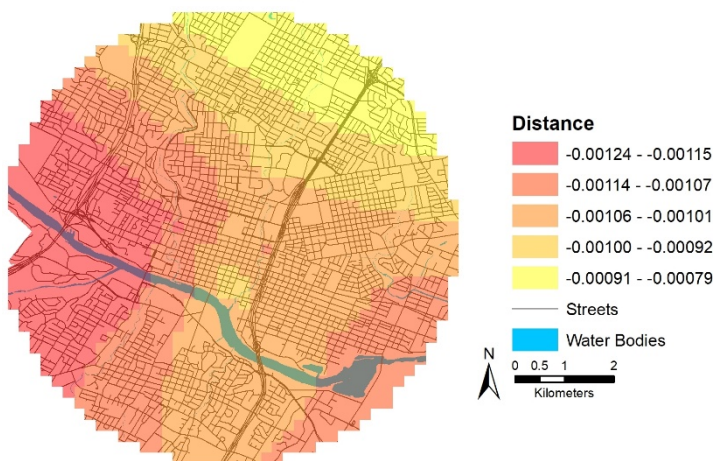 Distance
-0.00124 - -0.00115
-0.00114 - -0.00107
-0.00106 - -0.00101
-0.00100 - -0.00092
-0.00091 - -0.00079
Streets
Water Bodies
N
0 0.5 1 2
Kilometers